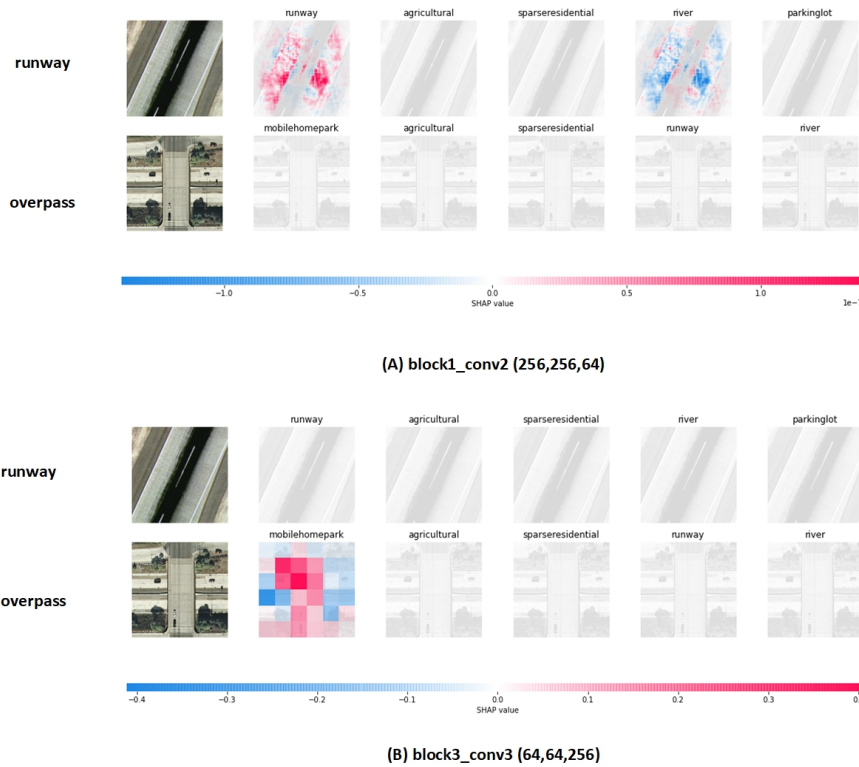 runway agricultural sparseresidential river parkinglot
runway
mobilehomepark agricultural sparseresidential runway river
overpass
−1.0 −0.5 0.0 0.5 1.0
SHAP value
(A) block1_conv2 (256,256,64)
runway agricultural sparseresidential river parkinglot
runway
mobilehomepark agricultural sparseresidential runway river
overpass
−0.4 −0.3 −0.2 −0.1 0.0 0.1 0.2 0.3
SHAP value
(B) block3_conv3 (64,64,256)